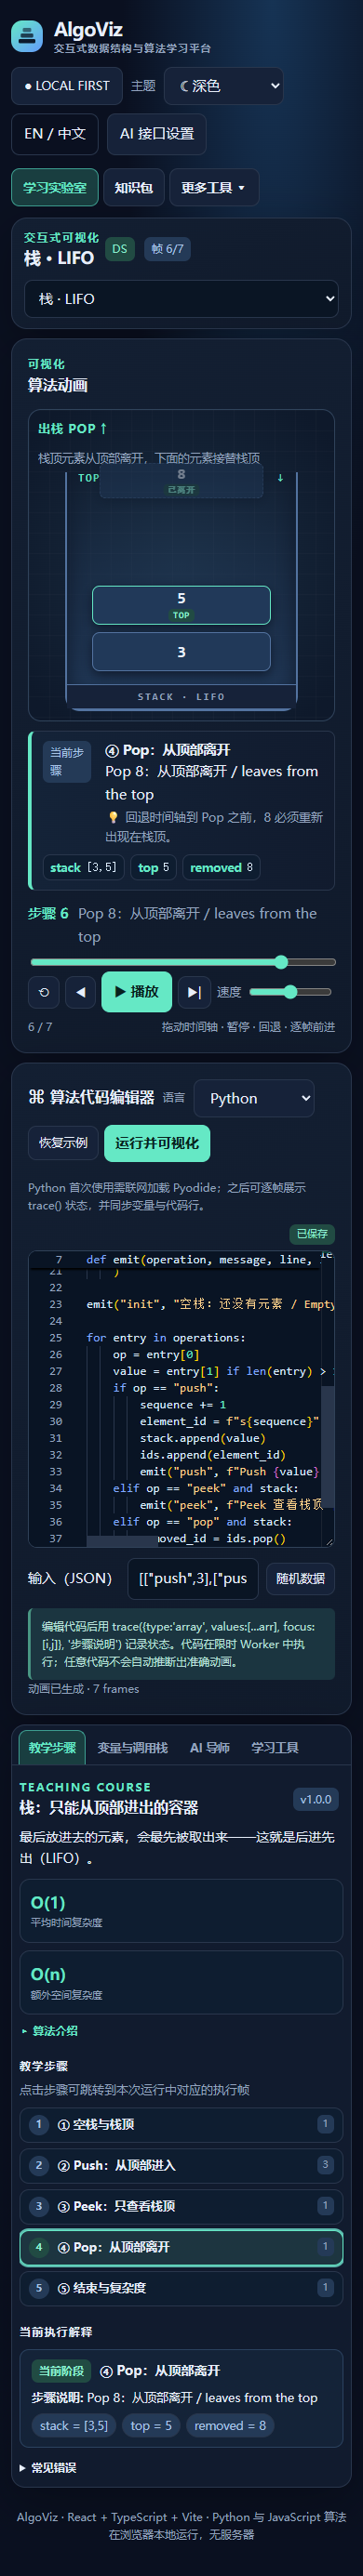 AlgoViz
交互式数据结构与算法学习平台
● LOCAL FIRST
主题
☾ 深色
EN / 中文
AI 接口设置
学习实验室
知识包
更多工具 ▾
交互式可视化
栈 · LIFO
DS
帧 6/7
栈 · LIFO
可视化
算法动画
出栈 POP ↑
栈顶元素从顶部离开，下面的元素接替栈顶
TOP
8
已离开
↓
5
TOP
3
STACK · LIFO
当前步骤
④ Pop：从顶部离开
Pop 8：从顶部离开 / leaves from
the top
💡 回退时间轴到 Pop 之前，8 必须重新
出现在栈顶。
stack [3,5]
top 5
removed 8
步骤 6
Pop 8：从顶部离开 / leaves from the
top
⟲
◀
▶ 播放
▶|
速度
6 / 7
拖动时间轴 · 暂停 · 回退 · 逐帧前进
⌘ 算法代码编辑器
语言
Python
恢复示例
运行并可视化
Python 首次使用需联网加载 Pyodide；之后可逐帧展示
trace() 状态，并同步变量与代码行。
已保存
7 def emit(operation, message, line,
21 )
22
23 emit("init", "空栈：还没有元素 / Empty
24
25 for entry in operations:
26 op = entry[0]
27 value = entry[1] if len(entry) >
28 if op == "push":
29 sequence += 1
30 element_id = f"s{sequence}"
31 stack.append(value)
32 ids.append(element_id)
33 emit("push", f"Push {value}
34 elif op == "peek" and stack:
35 emit("peek", f"Peek 查看栈顶
36 elif op == "pop" and stack:
37 moved_id = ids.pop()
输入（JSON）
[["push",3],["pus
随机数据
编辑代码后用 trace({type:'array', values:[...arr], focus:
[i,j]}, '步骤说明') 记录状态。代码在限时 Worker 中执
行；任意代码不会自动推断出准确动画。
动画已生成 · 7 frames
教学步骤
变量与调用栈
AI 导师
学习工具
TEACHING COURSE
栈：只能从顶部进出的容器
v1.0.0
最后放进去的元素，会最先被取出来——这就是后进先
出（LIFO）。
O(1)
平均时间复杂度
O(n)
额外空间复杂度
▸ 算法介绍
教学步骤
点击步骤可跳转到本次运行中对应的执行帧
1 ① 空栈与栈顶 1
2 ② Push：从顶部进入 3
3 ③ Peek：只查看栈顶 1
4 ④ Pop：从顶部离开 1
5 ⑤ 结束与复杂度 1
当前执行解释
当前阶段
④ Pop：从顶部离开
步骤说明: Pop 8：从顶部离开 / leaves from the top
stack = [3,5]
top = 5
removed = 8
▶ 常见错误
AlgoViz · React + TypeScript + Vite · Python 与 JavaScript 算法
在浏览器本地运行，无服务器